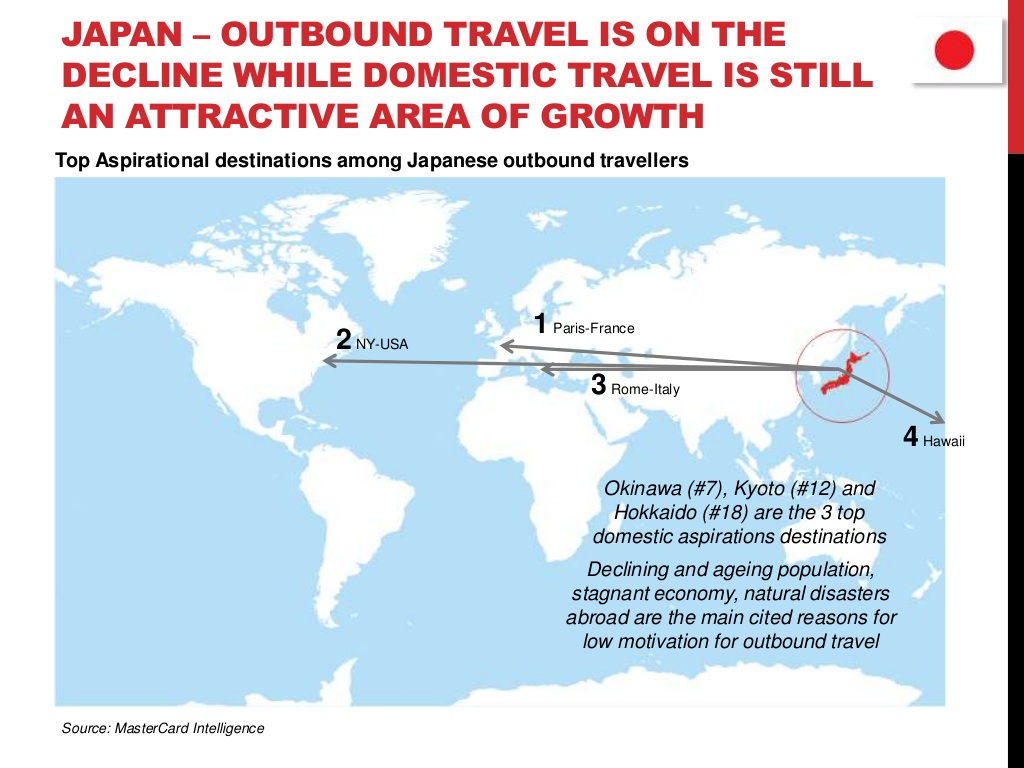 JAPAN – OUTBOUND TRAVEL IS ON THE
DECLINE WHILE DOMESTIC TRAVEL IS STILL
AN ATTRACTIVE AREA OF GROWTH
Top Aspirational destinations among Japanese outbound travellers
1 Paris-France
2 NY-USA
3 Rome-Italy
4 Hawaii
Okinawa (#7), Kyoto (#12) and
Hokkaido (#18) are the 3 top
domestic aspirations destinations
Declining and ageing population,
stagnant economy, natural disasters
abroad are the main cited reasons for
low motivation for outbound travel
Source: MasterCard Intelligence